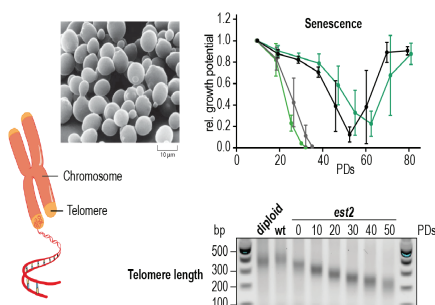 Senescence
rel. growth potential
1.2
1.0
0.8
0.6
0.4
0.2
0.0
0 20 40 60 80
PDs
10 µm
Chromosome
Telomere
Telomere length
bp diploid wt est2 PDs
0 10 20 30 40 50
500
400
300
200
100